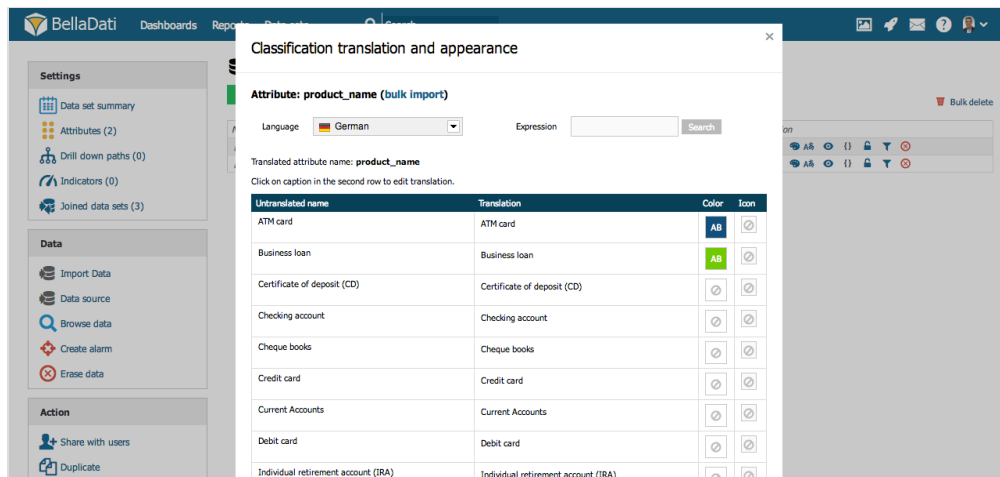 BellaDati Dashboards Reports Data sets Search
Classification translation and appearance
Settings
Data set summary
Attributes (2)
Drill down paths (0)
Indicators (0)
Joined data sets (3)
Data
Import Data
Data source
Browse data
Create alarm
Erase data
Action
Share with users
Duplicate
Attribute: product_name (bulk import)
Language German Expression Search
Translated attribute name: product_name
Click on caption in the second row to edit translation.
Untranslated name Translation Color Icon
ATM card ATM card AB
Business loan Business loan AB
Certificate of deposit (CD) Certificate of deposit (CD)
Checking account Checking account
Cheque books Cheque books
Credit card Credit card
Current Accounts Current Accounts
Debit card Debit card
Individual retirement account (IRA) Individual retirement account (IRA)
Bulk delete